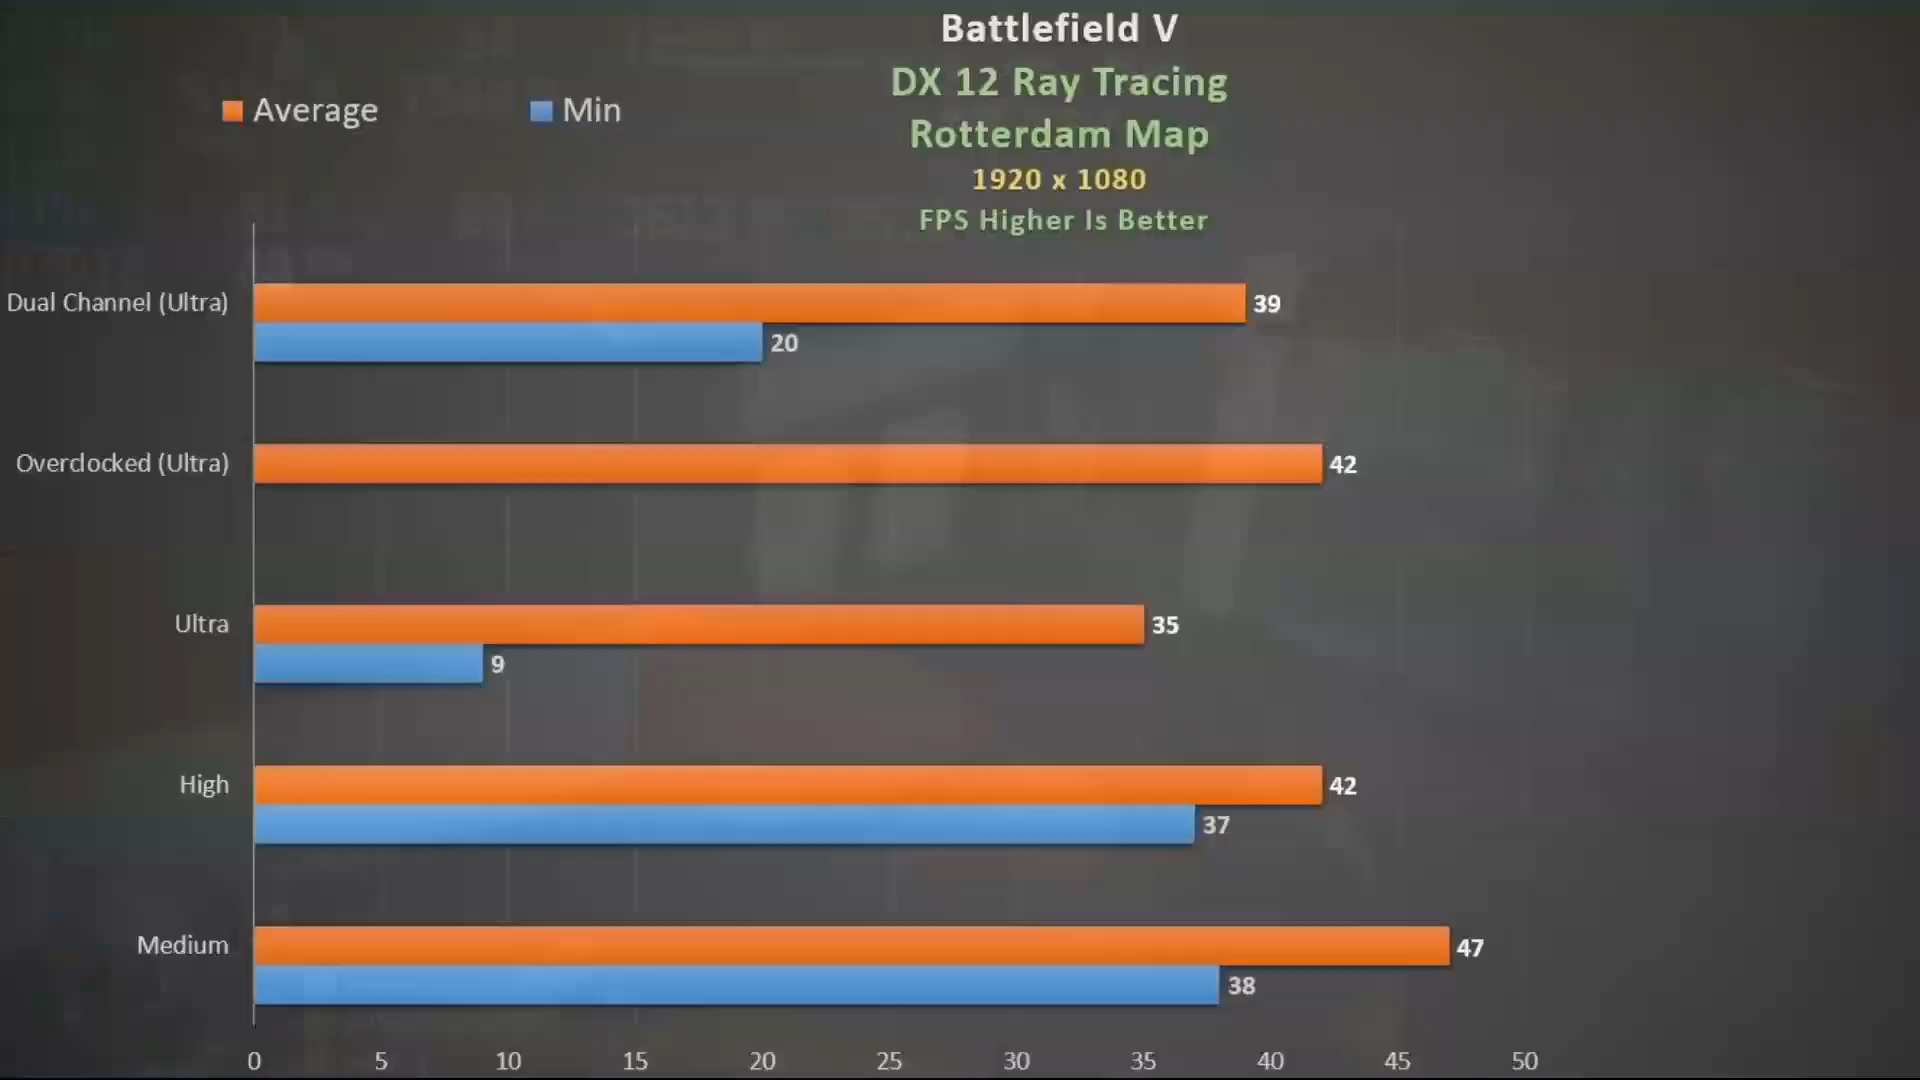 Battlefield V
DX 12 Ray Tracing
Rotterdam Map
1920 x 1080
FPS Higher Is Better
Average
Min
Dual Channel (Ultra)
39
20
Overclocked (Ultra)
42
Ultra
35
9
High
42
37
Medium
47
38
0 5 10 15 20 25 30 35 40 45 50